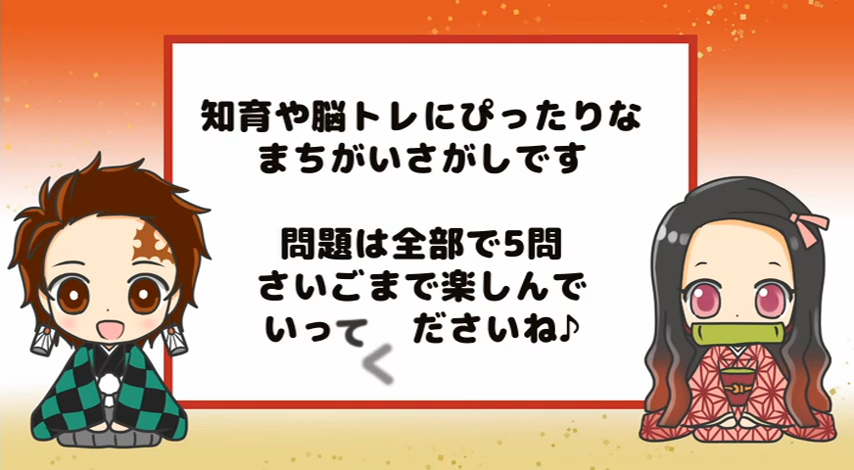 知育や脳トレにぴったりな
まちがいさがしです
問題は全部で5問
さいごまで楽しんで
いってくださいね♪